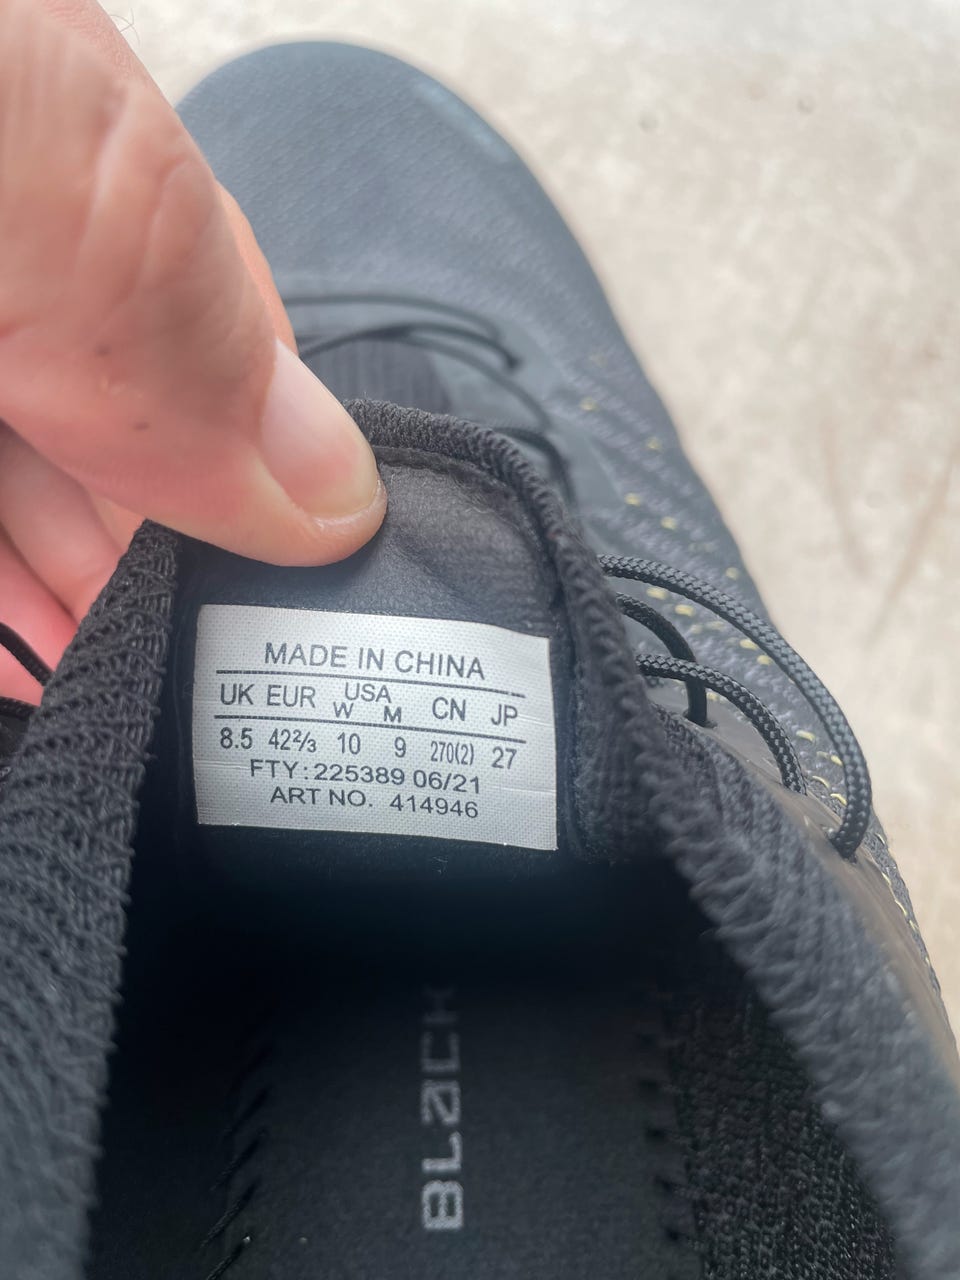 MADE IN CHINA
UK EUR USA W M CN JP
8.5 42⅔ 10 9 270(2) 27
FTY: 225389 06/21
ART NO. 414946
BLACK